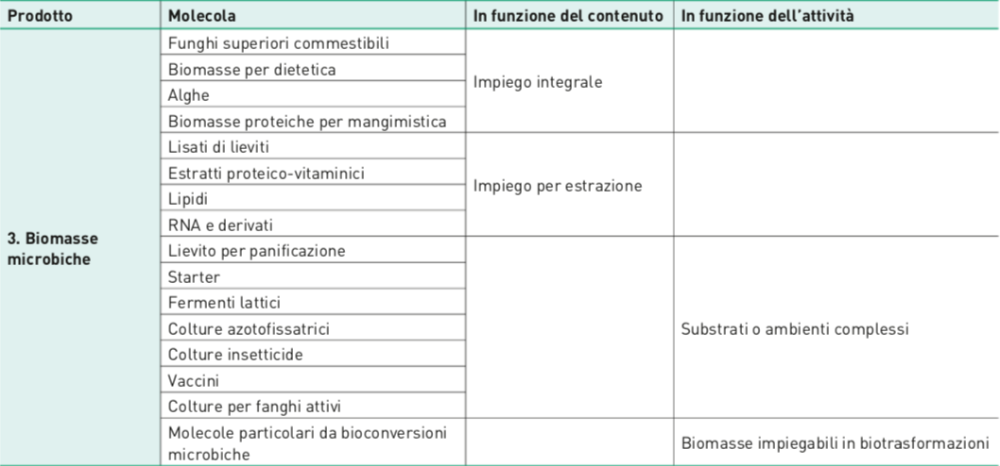 Prodotto Molecola In funzione del contenuto In funzione dell'attività
Funghi superiori commestibili
Biomasse per dietetica
Impiego integrale
Alghe
Biomasse proteiche per mangimistica
Lisati di lieviti
Estratti proteico-vitaminici
Impiego per estrazione
Lipidi
RNA e derivati
3. Biomasse
microbiche
Lievito per panificazione
Starter
Fermenti lattici
Colture azotofissatrici
Substrati o ambienti complessi
Colture insetticide
Vaccini
Colture per fanghi attivi
Molecole particolari da bioconversioni
microbiche
Biomasse impiegabili in biotrasformazioni